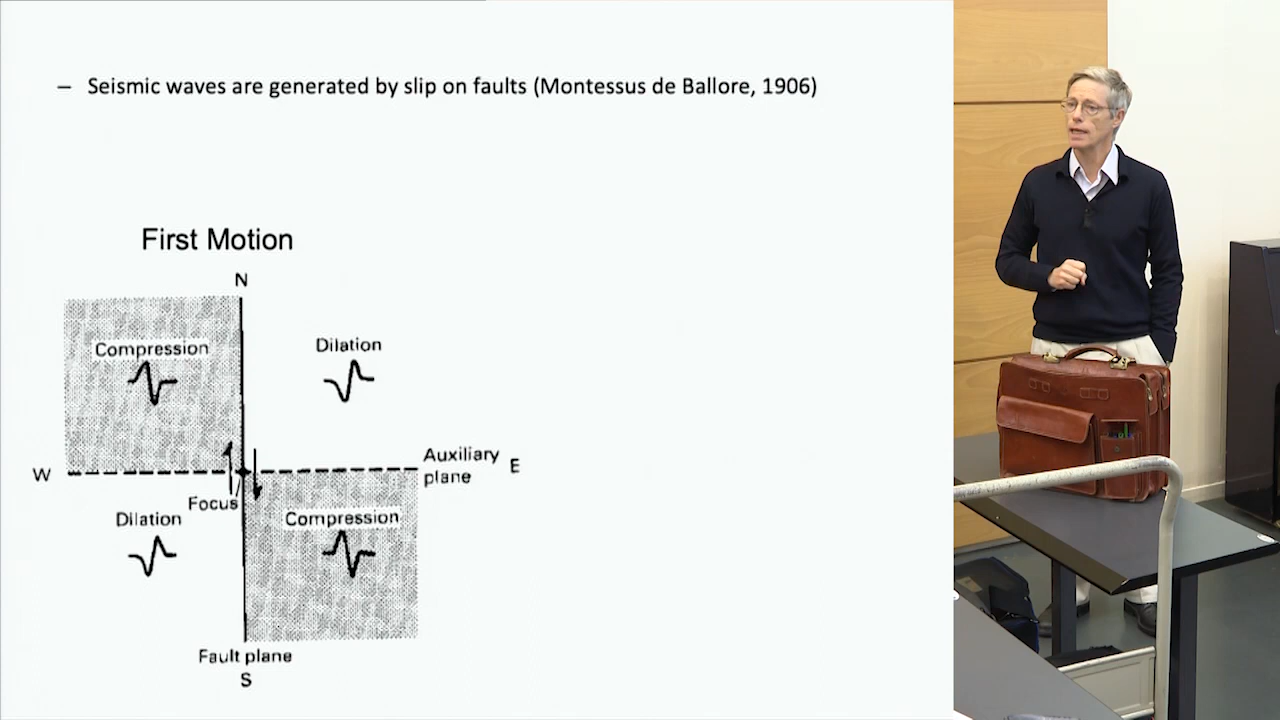 – Seismic waves are generated by slip on faults (Montessus de Ballore, 1906)
First Motion
N
Compression
Dilation
W
Auxiliary
plane
E
Focus
Dilation
Compression
Fault plane
S